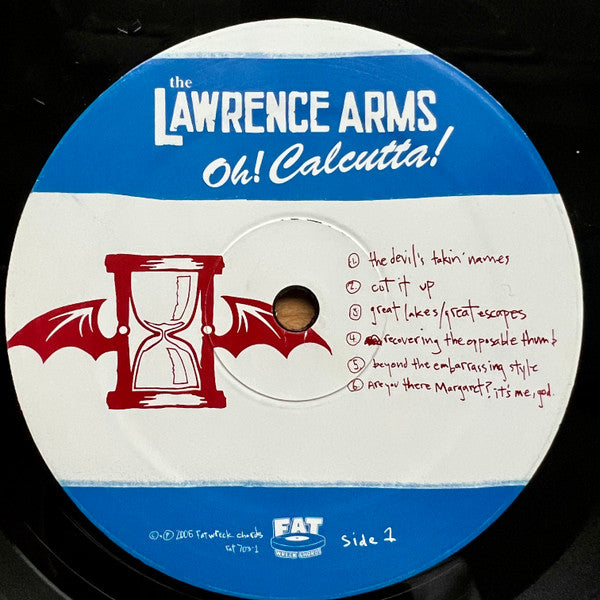 the
LAWRENCE ARMS
Oh! Calcutta!
1. the devil's takin' names
2 cut it up
3 great lakes/great escapes
4 recovering the opposable thumb
5 beyond the embarrassing style
6 Are you there Margaret? it's me, god.
©+℗ 2006 Fat wreck chords
fat 703-1
FAT
WRECK CHORDS
Side 1